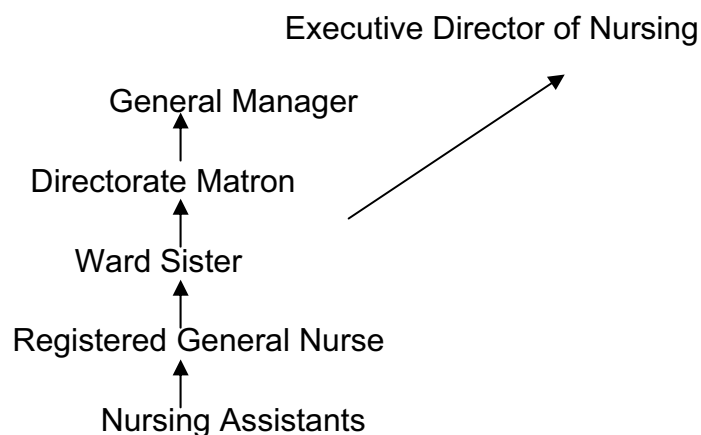 Executive Director of Nursing
General Manager
Directorate Matron
Ward Sister
Registered General Nurse
Nursing Assistants